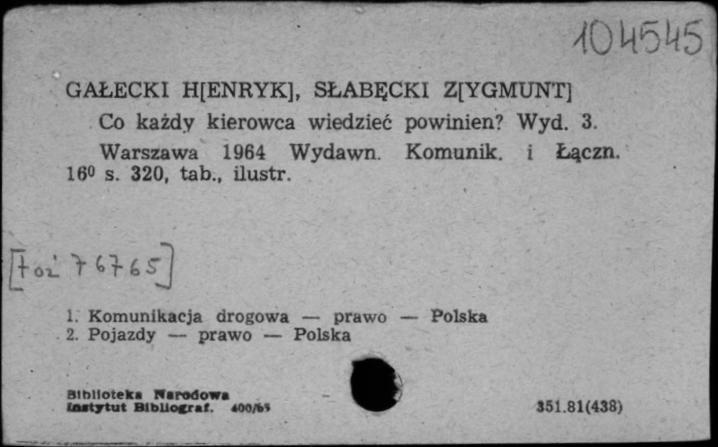 104545
GAŁECKI H[ENRYK], SŁABĘCKI Z[YGMUNT]
Co każdy kierowca wiedzieć powinien? Wyd. 3.
Warszawa 1964 Wydawn. Komunik. i Łączn.
16⁰ s. 320, tab., ilustr.
76765]
1. Komunikacja drogowa — prawo — Polska
2. Pojazdy — prawo — Polska
Biblioteka Narodowa
Instytut Bibliograf. 400/65
351.81(438)